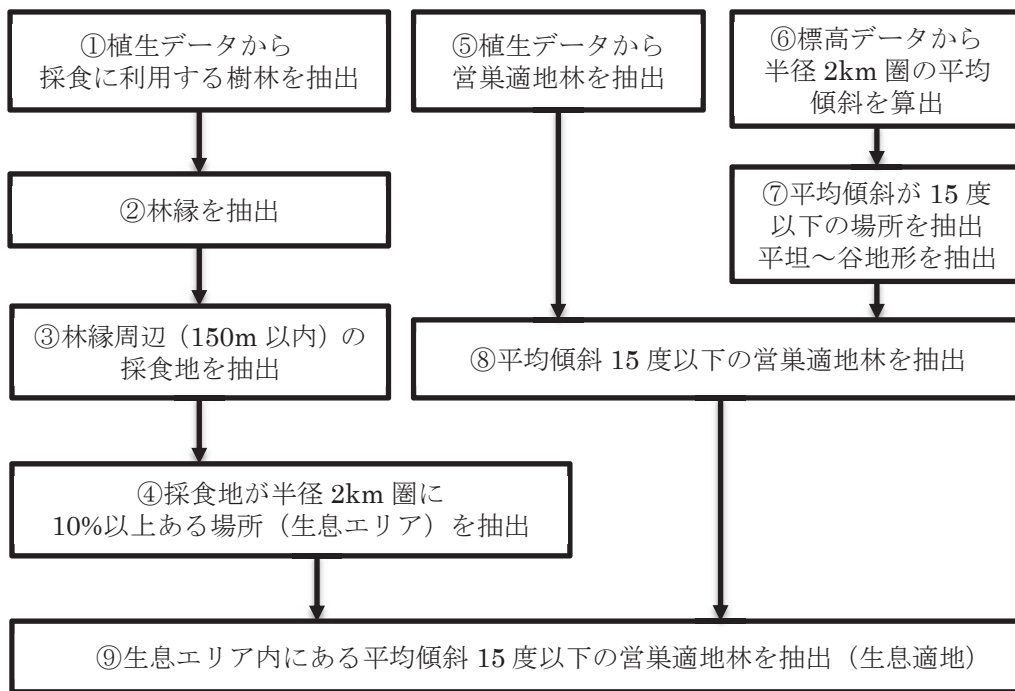 ①植生データから
採食に利用する樹林を抽出
⑤植生データから
営巣適地林を抽出
⑥標高データから
半径 2km 圏の平均
傾斜を算出
②林縁を抽出
⑦平均傾斜が 15 度
以下の場所を抽出
平坦～谷地形を抽出
③林縁周辺（150m 以内）の
採食地を抽出
⑧平均傾斜 15 度以下の営巣適地林を抽出
④採食地が半径 2km 圏に
10%以上ある場所（生息エリア）を抽出
⑨生息エリア内にある平均傾斜 15 度以下の営巣適地林を抽出（生息適地）